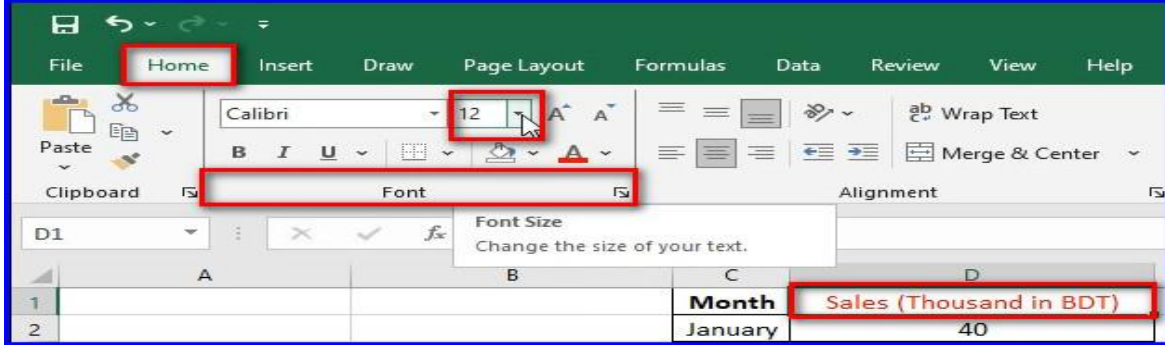 File Home Insert Draw Page Layout Formulas Data Review View Help
Calibri 12 A A ab Wrap Text
Paste B I U A Merge & Center
Clipboard Font Alignment
D1 fx
Font Size
Change the size of your text.
A B C D
1 Month Sales (Thousand in BDT)
2 January 40